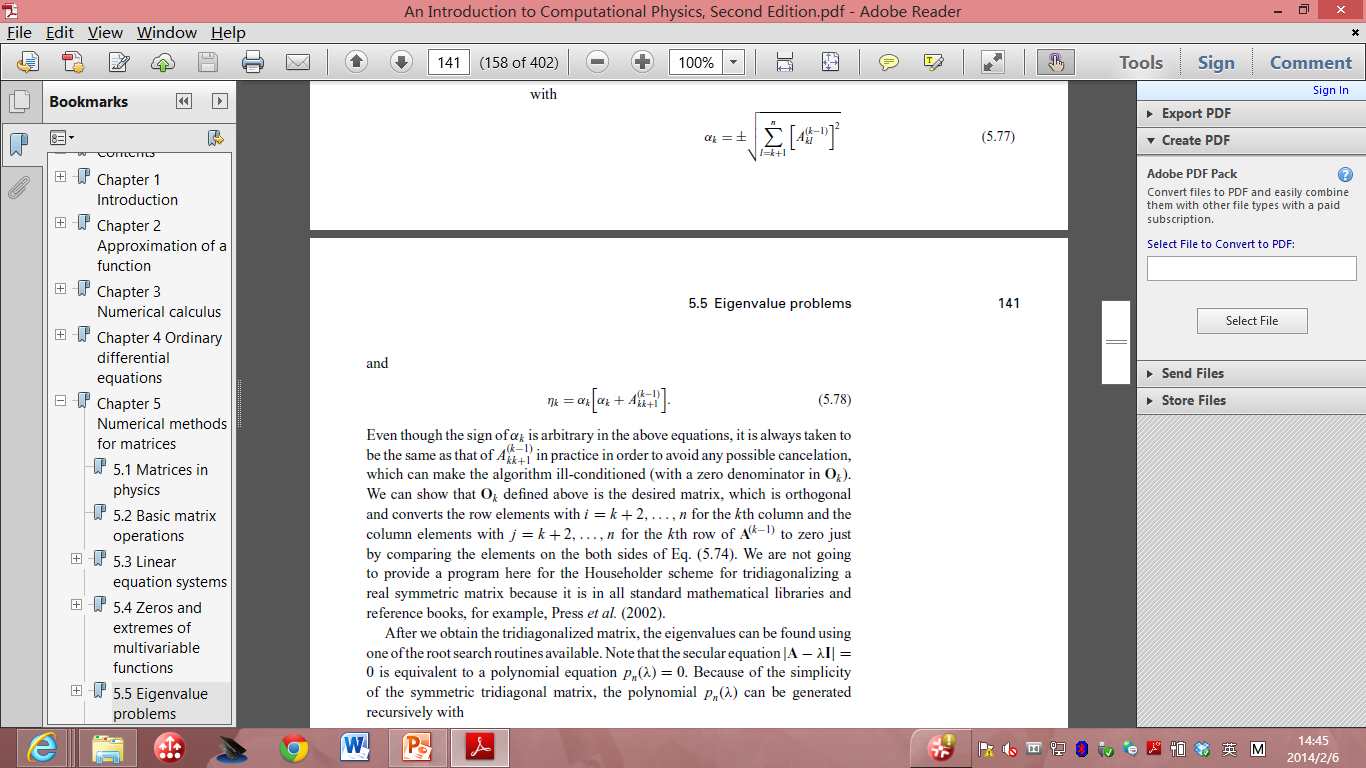 An Introduction to Computational Physics, Second Edition.pdf - Adobe Reader
File Edit View Window Help
141 (158 of 402) 100% Tools Sign Comment
Sign In
Bookmarks
Contents
Chapter 1
Introduction
Chapter 2
Approximation of a
function
Chapter 3
Numerical calculus
Chapter 4 Ordinary
differential
equations
Chapter 5
Numerical methods
for matrices
5.1 Matrices in
physics
5.2 Basic matrix
operations
5.3 Linear
equation systems
5.4 Zeros and
extremes of
multivariable
functions
5.5 Eigenvalue
problems
with
α_k = ±√(∑_{l=k+1}^{n} [A_{kl}^{(k−1)}]^2) (5.77)
5.5 Eigenvalue problems 141
and
η_k = α_k[α_k + A_{kk+1}^{(k−1)}]. (5.78)
Even though the sign of α_k is arbitrary in the above equations, it is always taken to
be the same as that of A_{kk+1}^{(k−1)} in practice in order to avoid any possible cancelation,
which can make the algorithm ill-conditioned (with a zero denominator in O_k).
We can show that O_k defined above is the desired matrix, which is orthogonal
and converts the row elements with i = k + 2, . . . , n for the kth column and the
column elements with j = k + 2, . . . , n for the kth row of A^{(k−1)} to zero just
by comparing the elements on the both sides of Eq. (5.74). We are not going
to provide a program here for the Householder scheme for tridiagonalizing a
real symmetric matrix because it is in all standard mathematical libraries and
reference books, for example, Press et al. (2002).
After we obtain the tridiagonalized matrix, the eigenvalues can be found using
one of the root search routines available. Note that the secular equation |A − λI| =
0 is equivalent to a polynomial equation p_n(λ) = 0. Because of the simplicity
of the symmetric tridiagonal matrix, the polynomial p_n(λ) can be generated
recursively with
Export PDF
Create PDF
Adobe PDF Pack
Convert files to PDF and easily combine
them with other file types with a paid
subscription.
Select File to Convert to PDF:
Select File
Send Files
Store Files
英 M
14:45
2014/2/6